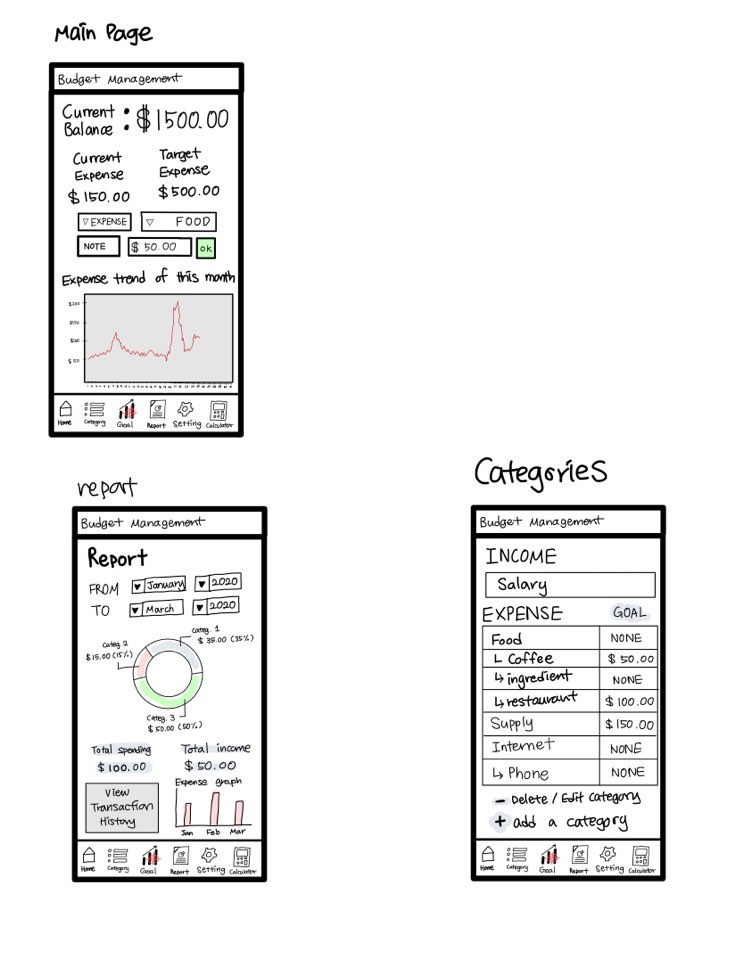 Main Page
Budget Management
Current Balance : $1500.00
Current Expense
Target Expense
$150.00
$500.00
▽ EXPENSE
▽ FOOD
NOTE
$ 50.00
OK
Expense trend of this month
$50
Home
Category
Goal
Report
Setting
Calculator
report
Budget Management
Report
FROM ▼ January ▼ 2020
TO ▼ March ▼ 2020
Categ. 1
$ 35.00 (35%)
Categ. 2
$ 15.00 (15%)
Categ. 3
$ 50.00 (50%)
Total spending
$ 100.00
Total income
$ 50.00
View
Transaction
History
Expense graph
Jan Feb Mar
Home
Category
Goal
Report
Setting
Calculator
Categories
Budget Management
INCOME
Salary
EXPENSE GOAL
Food NONE
↳ Coffee $ 50.00
↳ ingredient NONE
↳ restaurant $ 100.00
Supply $ 150.00
Internet NONE
↳ Phone NONE
- Delete / Edit category
+ add a category
Home
Category
Goal
Report
Setting
Calculator